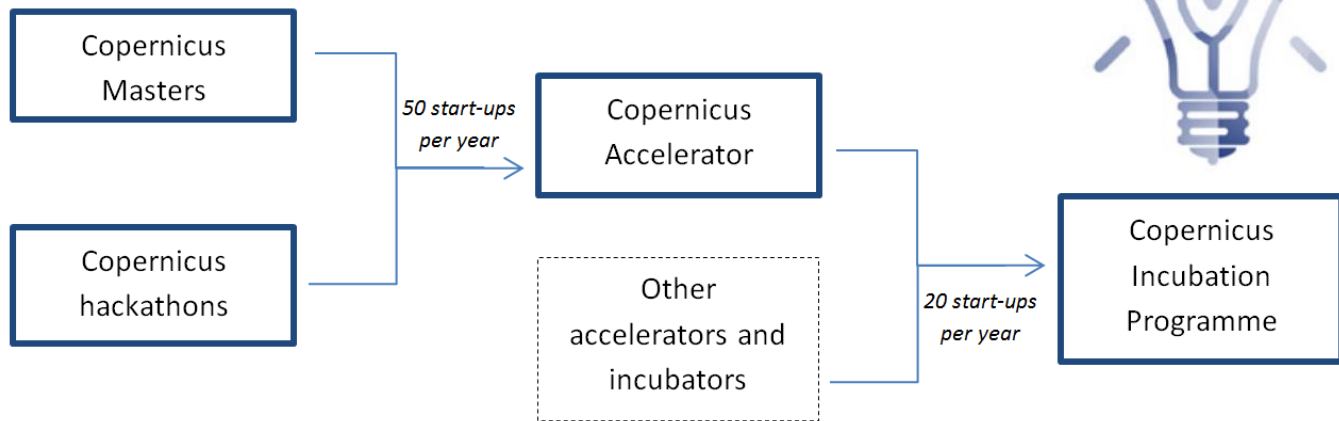 Copernicus
Masters
50 start-ups
per year
Copernicus
Accelerator
Copernicus
hackathons
Other
accelerators and
incubators
20 start-ups
per year
Copernicus
Incubation
Programme